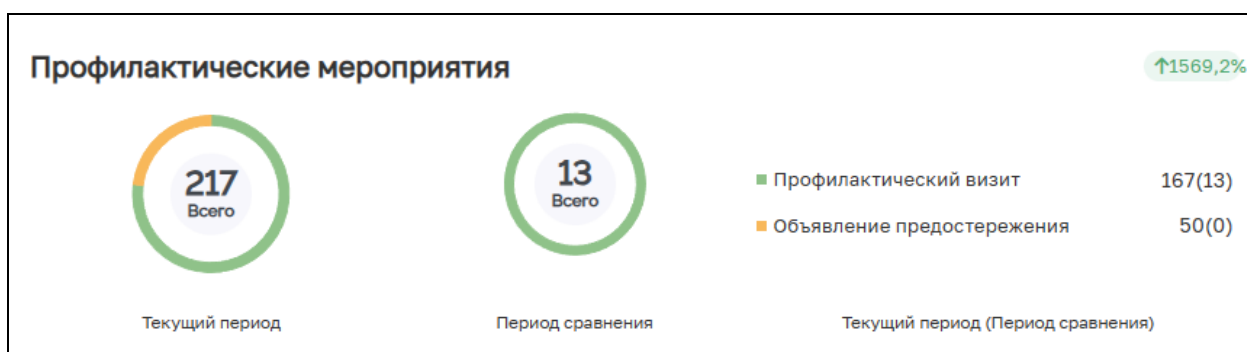 Профилактические мероприятия
↑1569,2%
217
Всего
13
Всего
Профилактический визит 167(13)
Объявление предостережения 50(0)
Текущий период
Период сравнения
Текущий период (Период сравнения)